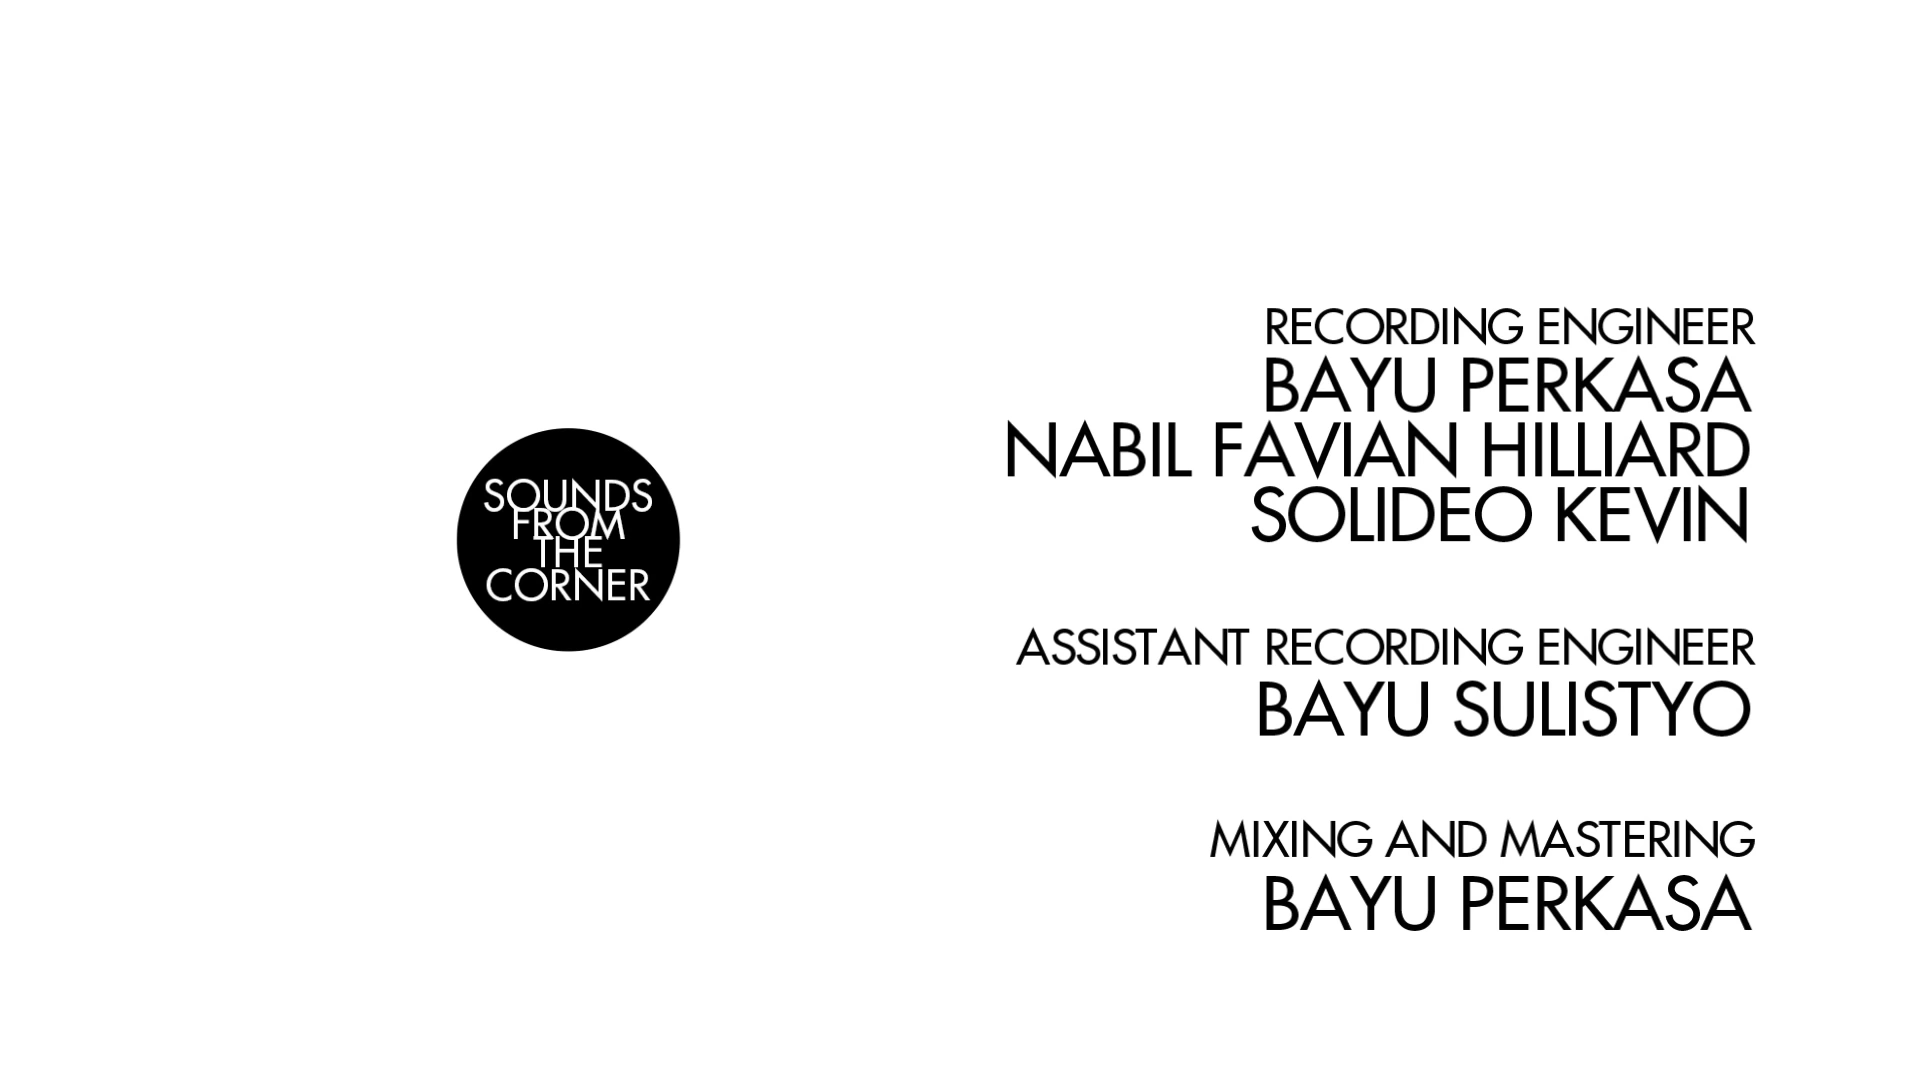 SOUNDS
FROM
THE
CORNER
RECORDING ENGINEER
BAYU PERKASA
NABIL FAVIAN HILLIARD
SOLIDEO KEVIN
ASSISTANT RECORDING ENGINEER
BAYU SULISTYO
MIXING AND MASTERING
BAYU PERKASA